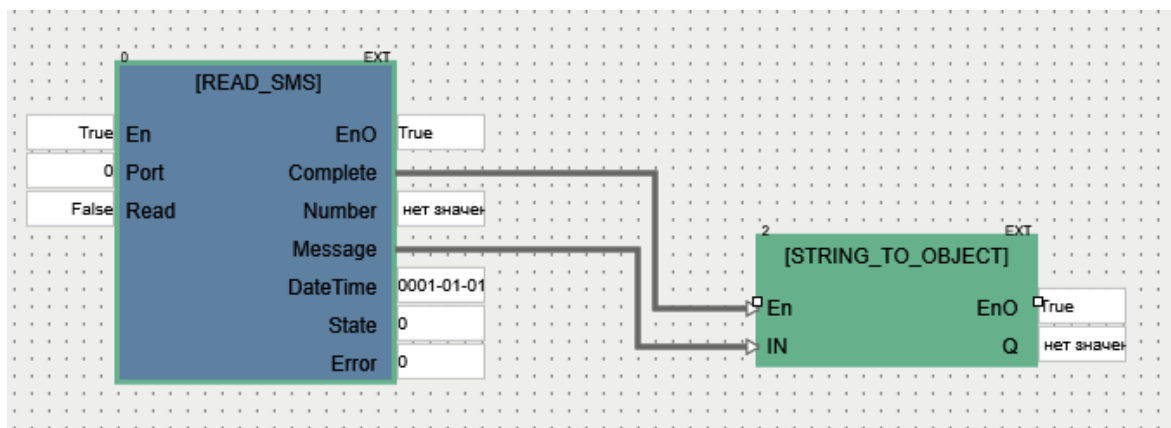 0 EXT
[READ_SMS]
True En EnO True
0 Port Complete
False Read Number нет значен
Message
DateTime 0001-01-01
State 0
Error 0
2 EXT
[STRING_TO_OBJECT]
En EnO True
IN Q нет значен